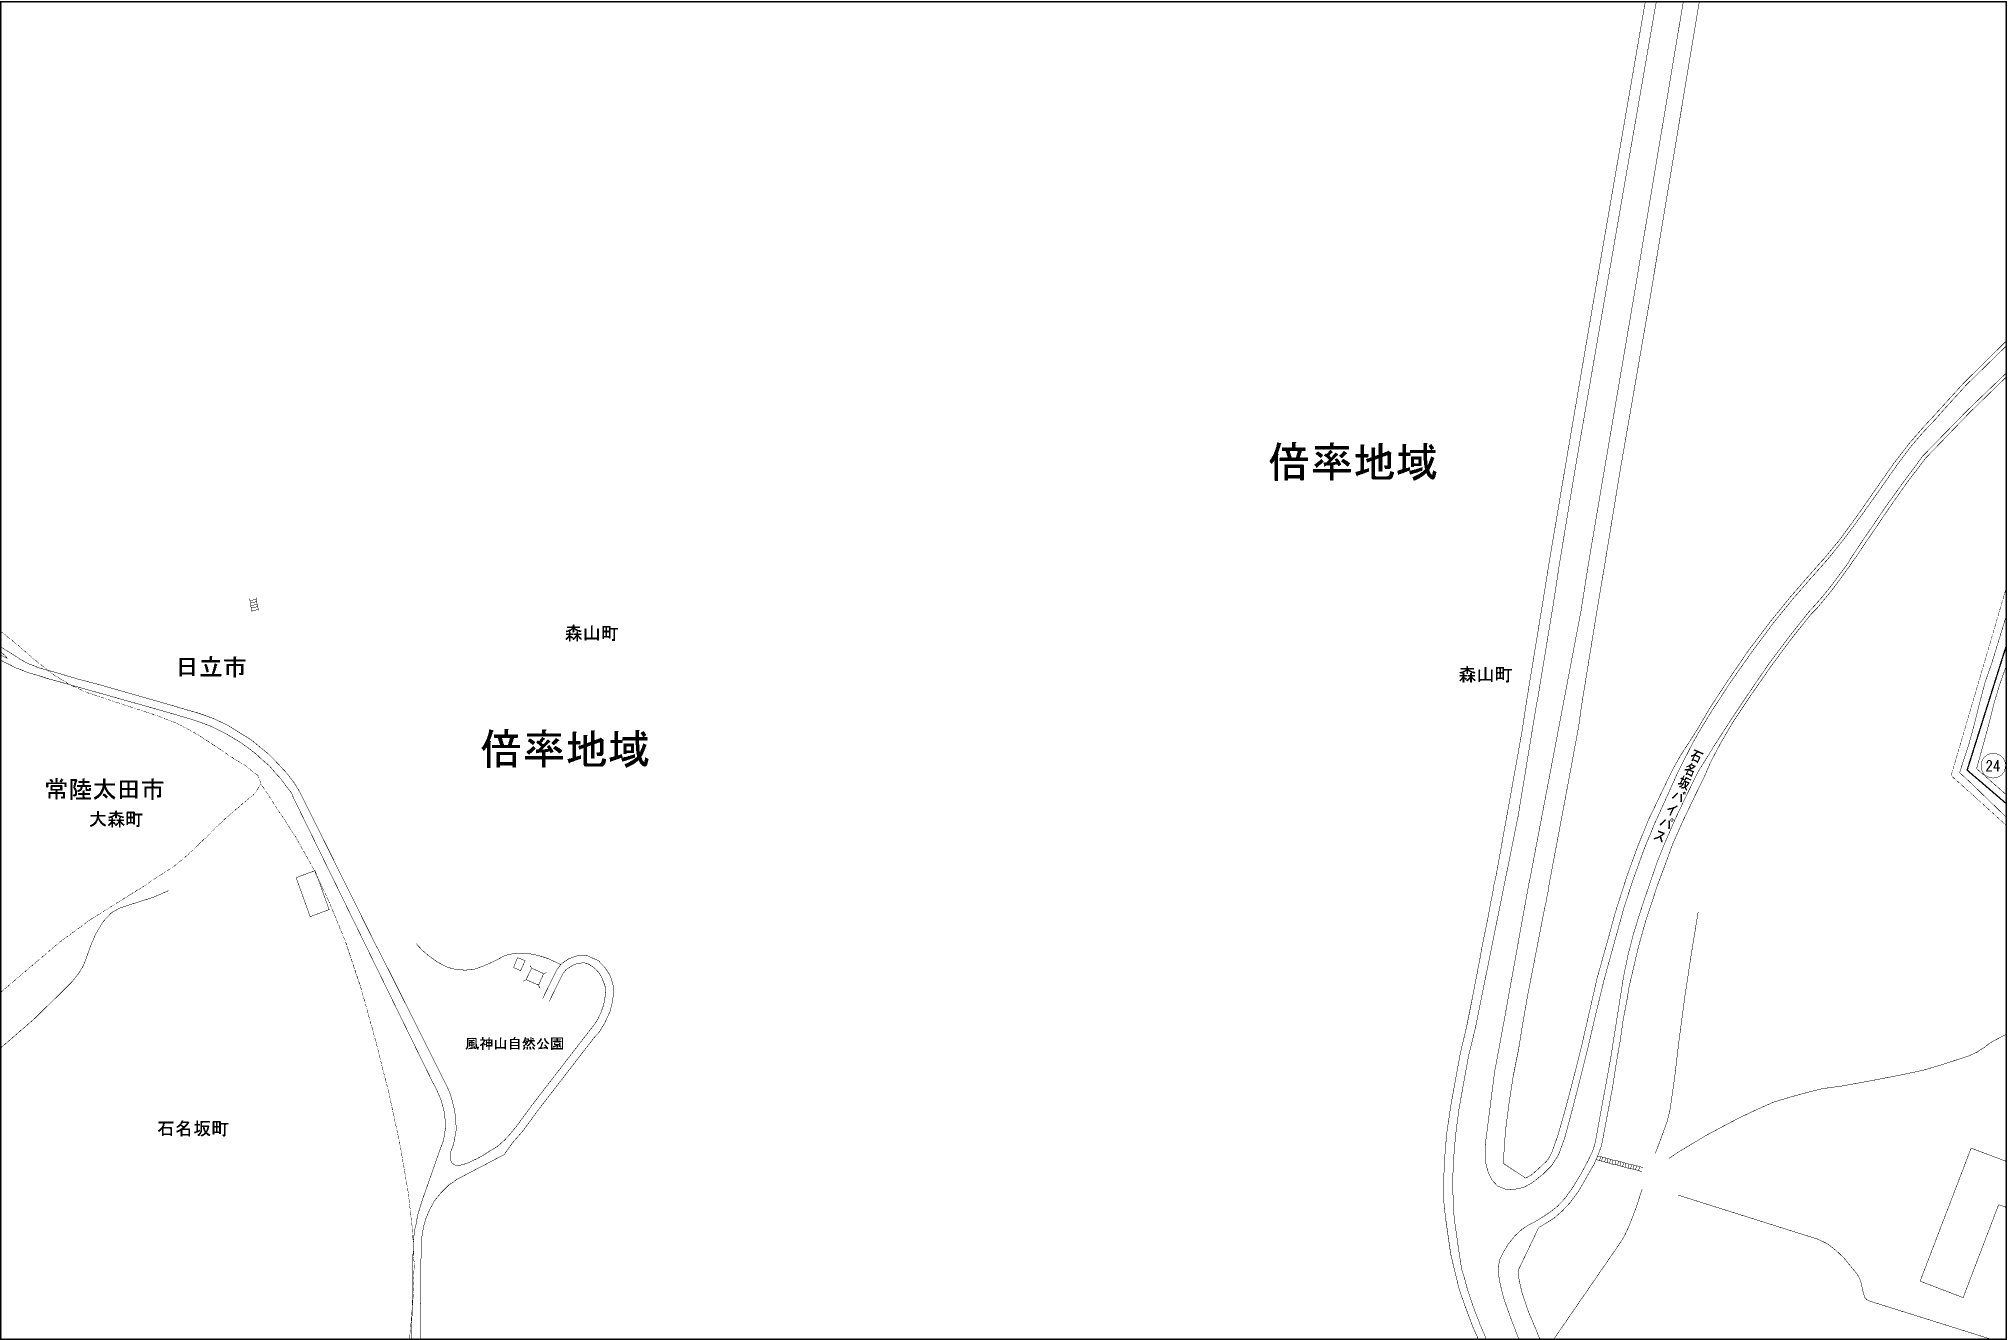 倍率地域
森山町
日立市
森山町
倍率地域
石名坂バイパス
24
常陸太田市
大森町
風神山自然公園
石名坂町